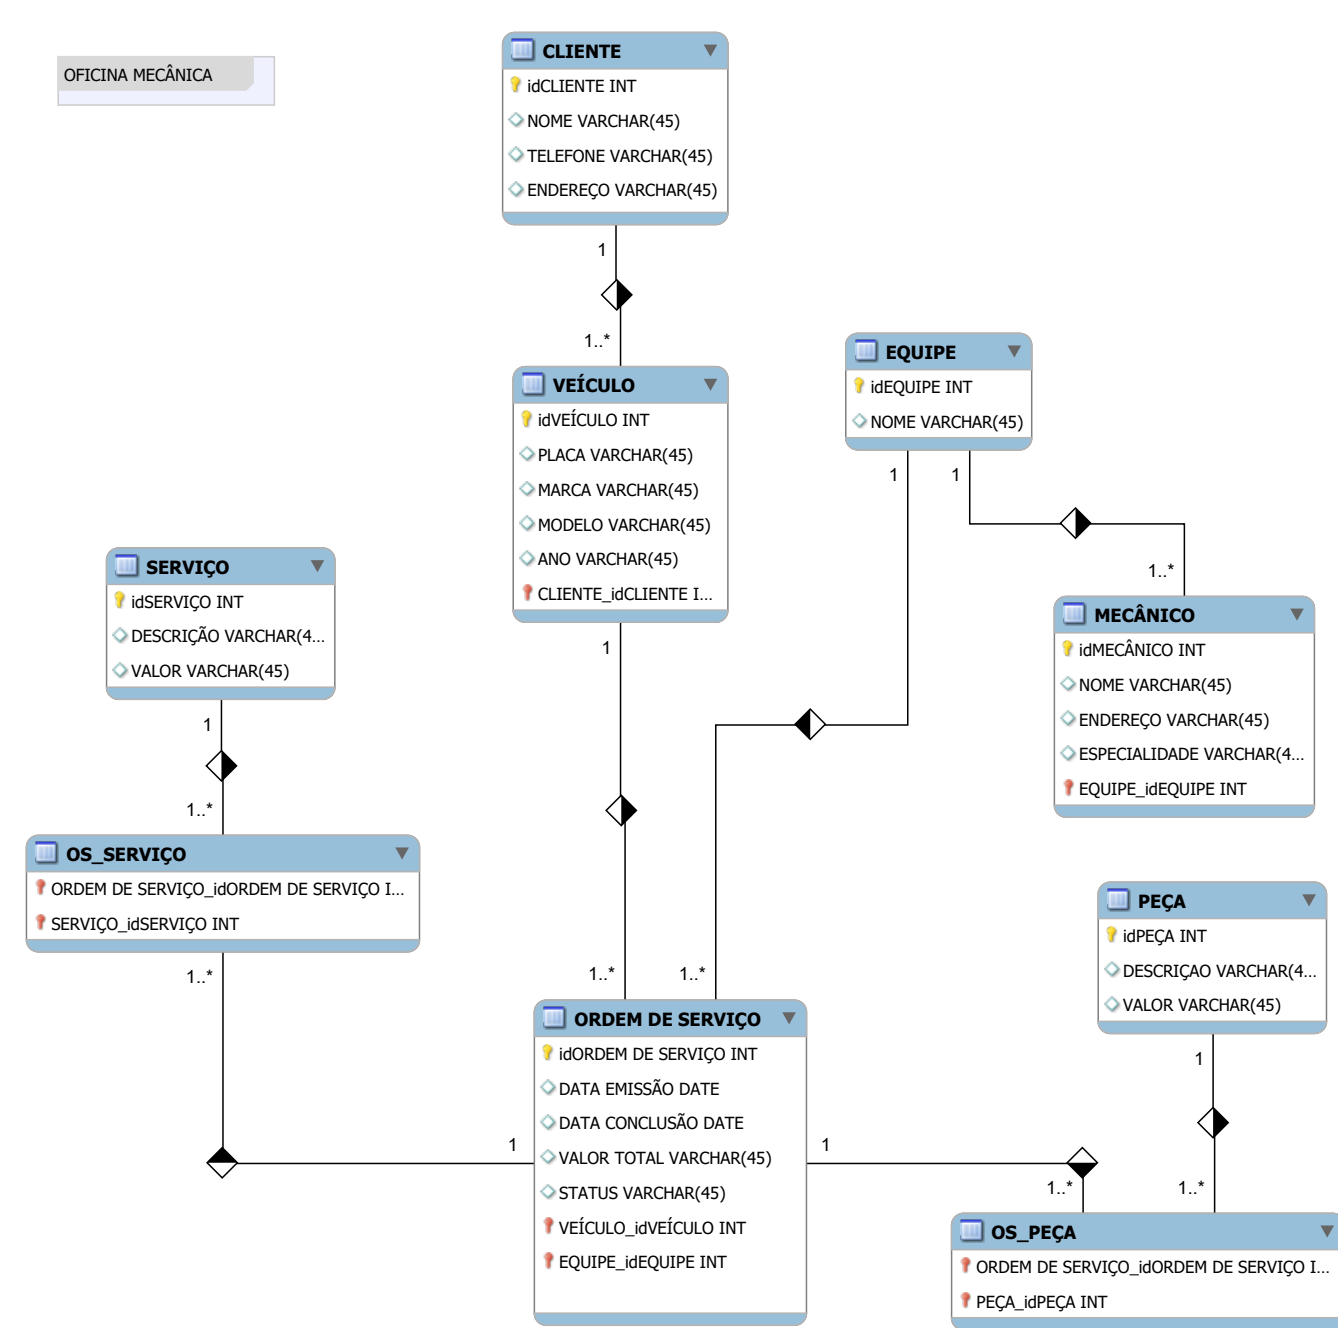 OFICINA MECÂNICA
CLIENTE
idCLIENTE INT
NOME VARCHAR(45)
TELEFONE VARCHAR(45)
ENDEREÇO VARCHAR(45)
1
1..*
VEÍCULO
idVEÍCULO INT
PLACA VARCHAR(45)
MARCA VARCHAR(45)
MODELO VARCHAR(45)
ANO VARCHAR(45)
CLIENTE_idCLIENTE I...
1
EQUIPE
idEQUIPE INT
NOME VARCHAR(45)
1
1
1..*
MECÂNICO
idMECÂNICO INT
NOME VARCHAR(45)
ENDEREÇO VARCHAR(45)
ESPECIALIDADE VARCHAR(4...
EQUIPE_idEQUIPE INT
SERVIÇO
idSERVIÇO INT
DESCRIÇÃO VARCHAR(4...
VALOR VARCHAR(45)
1
1..*
OS_SERVIÇO
ORDEM DE SERVIÇO_idORDEM DE SERVIÇO I...
SERVIÇO_idSERVIÇO INT
1..*
1..*
1..*
ORDEM DE SERVIÇO
idORDEM DE SERVIÇO INT
DATA EMISSÃO DATE
DATA CONCLUSÃO DATE
VALOR TOTAL VARCHAR(45)
STATUS VARCHAR(45)
VEÍCULO_idVEÍCULO INT
EQUIPE_idEQUIPE INT
1
1
PEÇA
idPEÇA INT
DESCRIÇAO VARCHAR(4...
VALOR VARCHAR(45)
1
1..*
1..*
OS_PEÇA
ORDEM DE SERVIÇO_idORDEM DE SERVIÇO I...
PEÇA_idPEÇA INT